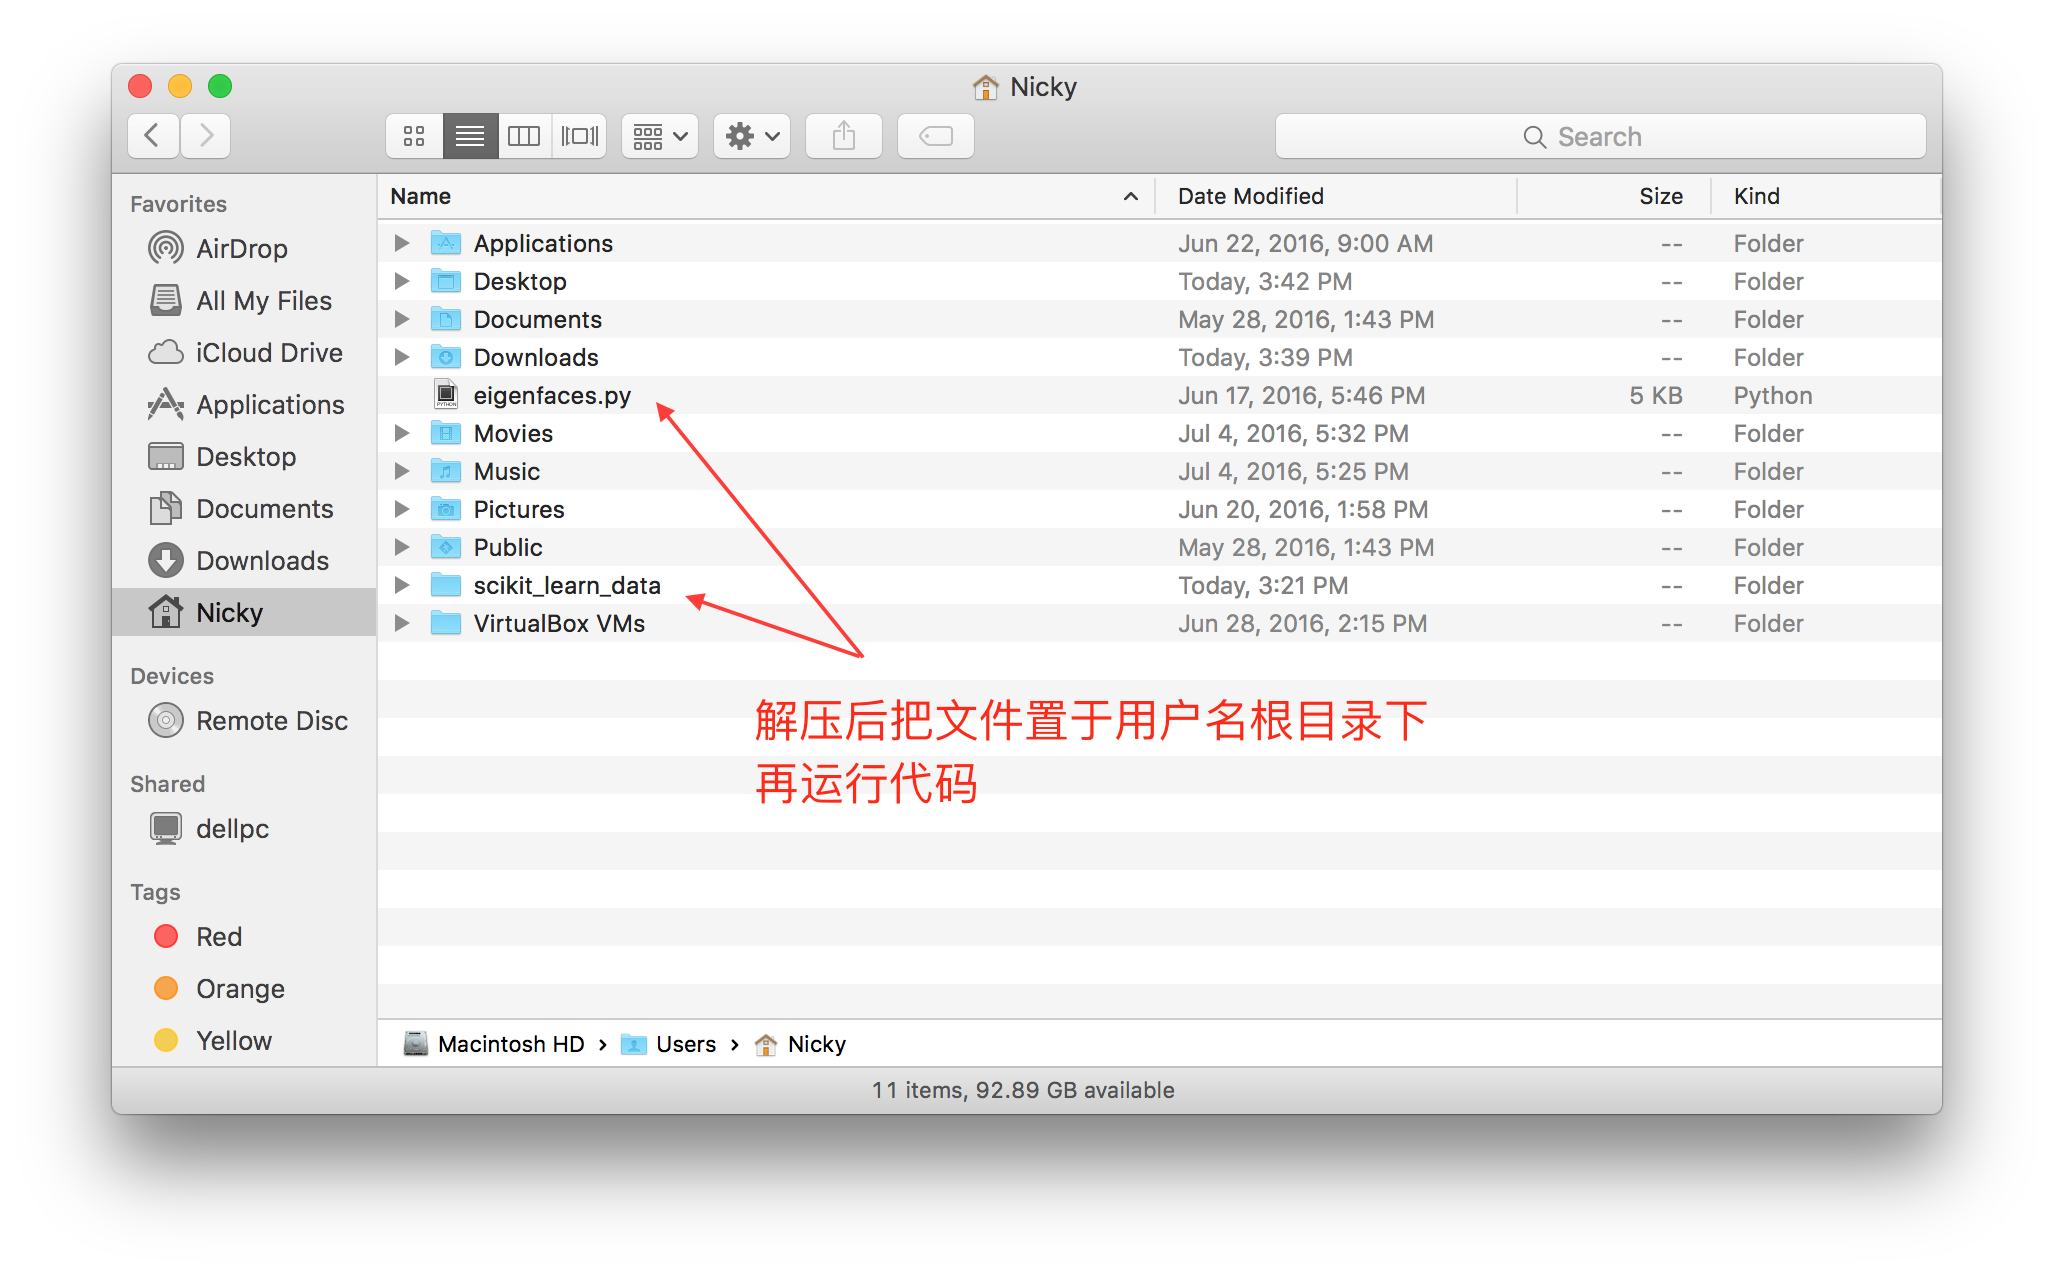 Nicky
Search
Favorites
AirDrop
All My Files
iCloud Drive
Applications
Desktop
Documents
Downloads
Nicky
Devices
Remote Disc
Shared
dellpc
Tags
Red
Orange
Yellow
Name Date Modified Size Kind
Applications Jun 22, 2016, 9:00 AM -- Folder
Desktop Today, 3:42 PM -- Folder
Documents May 28, 2016, 1:43 PM -- Folder
Downloads Today, 3:39 PM -- Folder
eigenfaces.py Jun 17, 2016, 5:46 PM 5 KB Python
Movies Jul 4, 2016, 5:32 PM -- Folder
Music Jul 4, 2016, 5:25 PM -- Folder
Pictures Jun 20, 2016, 1:58 PM -- Folder
Public May 28, 2016, 1:43 PM -- Folder
scikit_learn_data Today, 3:21 PM -- Folder
VirtualBox VMs Jun 28, 2016, 2:15 PM -- Folder
解压后把文件置于用户名根目录下
再运行代码
Macintosh HD › Users › Nicky
11 items, 92.89 GB available